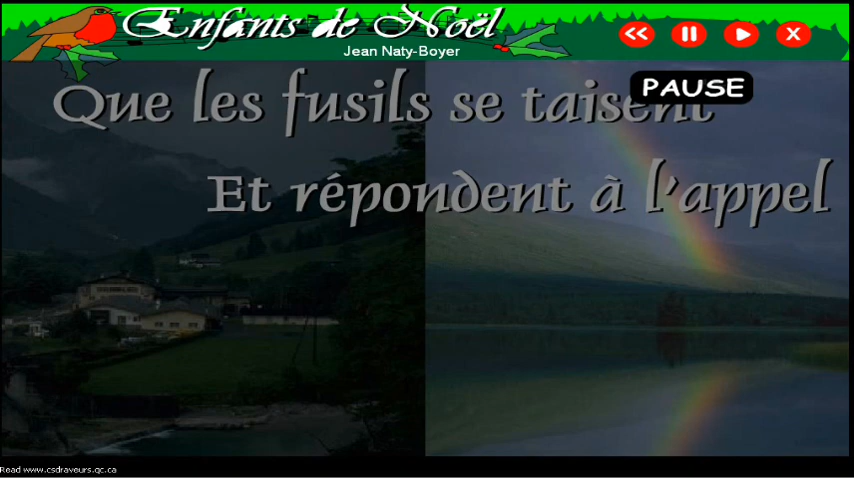 Enfants de Noël
Jean Naty-Boyer
<<
X
PAUSE
Que les fusils se taisent
Et répondent à l'appel
Read www.csdraveurs.qc.ca